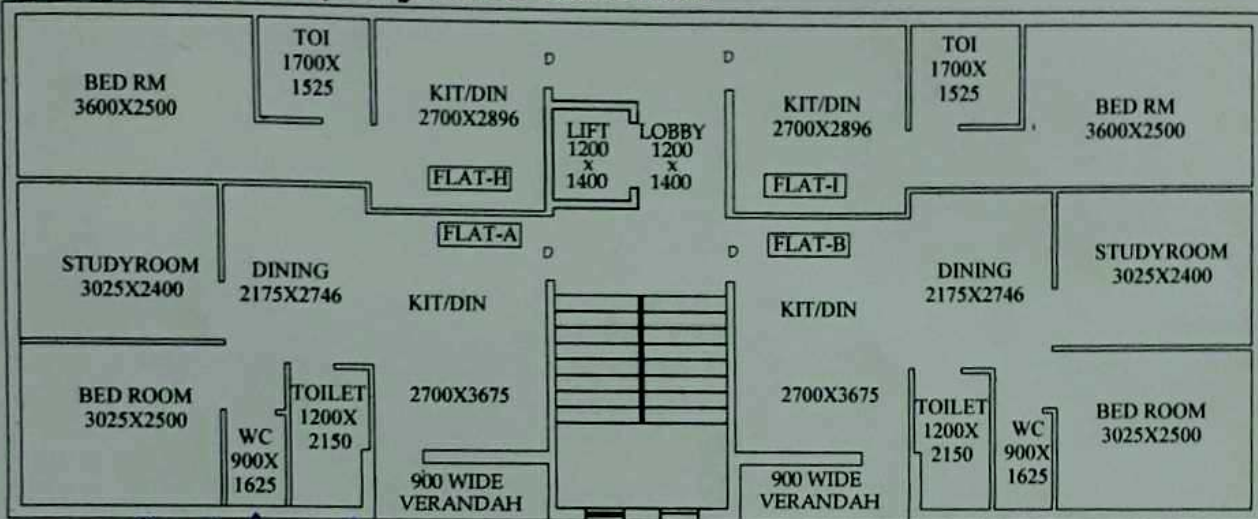 BED RM
3600X2500
TOI
1700X
1525
KIT/DIN
2700X2896
FLAT-H
D
LIFT
1200
X
1400
LOBBY
1200
x
1400
D
KIT/DIN
2700X2896
FLAT-I
TOI
1700X
1525
BED RM
3600X2500
STUDYROOM
3025X2400
DINING
2175X2746
FLAT-A
KIT/DIN
2700X3675
D
D
FLAT-B
KIT/DIN
2700X3675
DINING
2175X2746
STUDYROOM
3025X2400
BED ROOM
3025X2500
WC
900X
1625
TOILET
1200X
2150
900 WIDE
VERANDAH
900 WIDE
VERANDAH
TOILET
1200X
2150
WC
900X
1625
BED ROOM
3025X2500